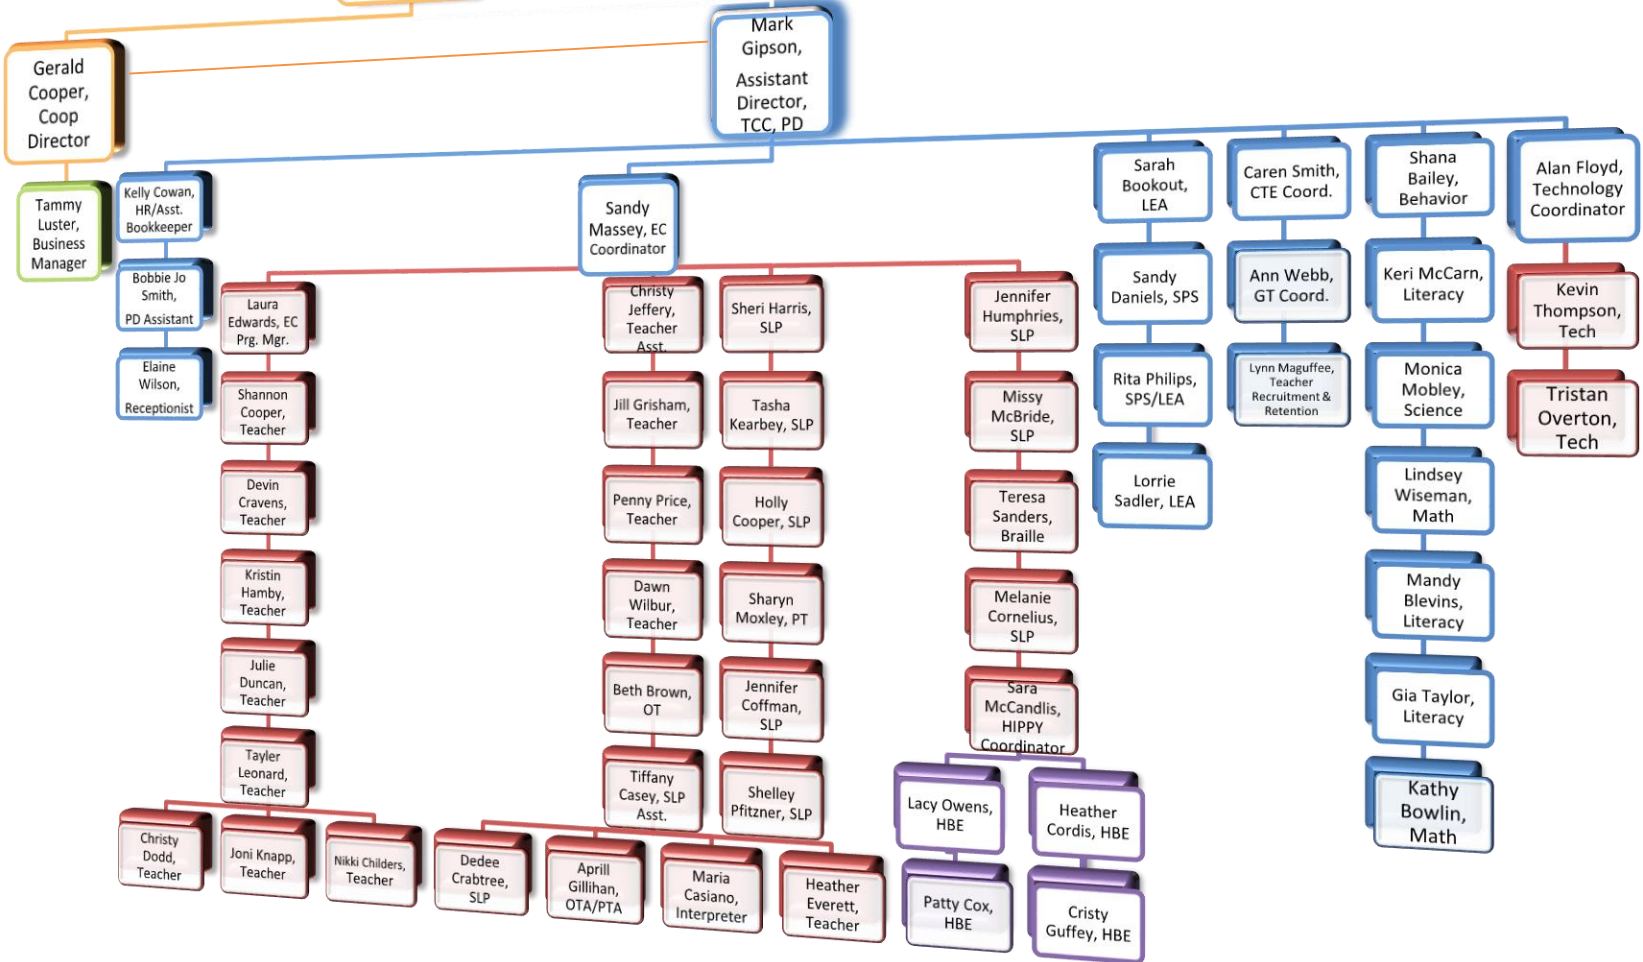 Mark
Gipson,
Assistant
Director,
TCC, PD
Gerald
Cooper,
Coop
Director
Tammy
Luster,
Business
Manager
Kelly Cowan,
HR/Asst.
Bookkeeper
Bobbie Jo
Smith,
PD Assistant
Elaine
Wilson,
Receptionist
Sandy
Massey, EC
Coordinator
Laura
Edwards, EC
Prg. Mgr.
Shannon
Cooper,
Teacher
Devin
Cravens,
Teacher
Kristin
Hamby,
Teacher
Julie
Duncan,
Teacher
Tayler
Leonard,
Teacher
Christy
Dodd,
Teacher
Joni Knapp,
Teacher
Nikki Childers,
Teacher
Christy
Jeffery,
Teacher
Asst.
Jill Grisham,
Teacher
Penny Price,
Teacher
Dawn
Wilbur,
Teacher
Beth Brown,
OT
Tiffany
Casey, SLP
Asst.
Sheri Harris,
SLP
Tasha
Kearbey, SLP
Holly
Cooper, SLP
Sharyn
Moxley, PT
Jennifer
Coffman,
SLP
Shelley
Pfitzner, SLP
Dedee
Crabtree,
SLP
Aprill
Gillihan,
OTA/PTA
Maria
Casiano,
Interpreter
Heather
Everett,
Teacher
Jennifer
Humphries,
SLP
Missy
McBride,
SLP
Teresa
Sanders,
Braille
Melanie
Cornelius,
SLP
Sara
McCandlis,
HIPPY
Coordinator
Lacy Owens,
HBE
Patty Cox,
HBE
Heather
Cordis, HBE
Cristy
Guffey, HBE
Sarah
Bookout,
LEA
Sandy
Daniels, SPS
Rita Philips,
SPS/LEA
Lorrie
Sadler, LEA
Caren Smith,
CTE Coord.
Ann Webb,
GT Coord.
Lynn Maguffee,
Teacher
Recruitment &
Retention
Shana
Bailey,
Behavior
Keri McCarn,
Literacy
Monica
Mobley,
Science
Lindsey
Wiseman,
Math
Mandy
Blevins,
Literacy
Gia Taylor,
Literacy
Kathy
Bowlin,
Math
Alan Floyd,
Technology
Coordinator
Kevin
Thompson,
Tech
Tristan
Overton,
Tech